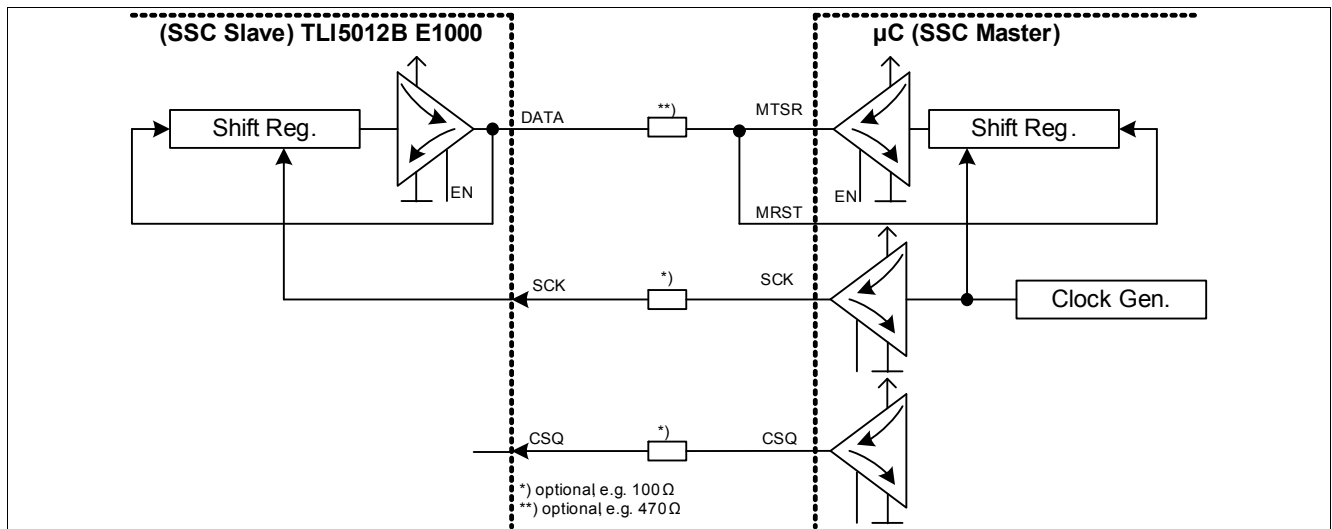 (SSC Slave) TLI5012B E1000
µC (SSC Master)
Shift Reg.
EN
DATA
**)
MTSR
EN
Shift Reg.
MRST
SCK
*)
SCK
Clock Gen.
CSQ
*)
CSQ
*) optional, e.g. 100Ω
**) optional, e.g. 470Ω